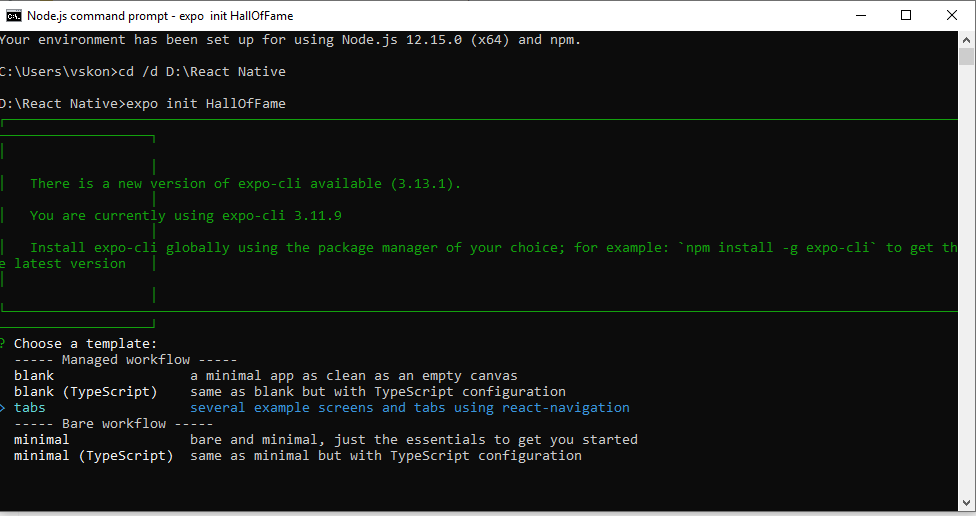 Node.js command prompt - expo  init HallOfFame
Your environment has been set up for using Node.js 12.15.0 (x64) and npm.
C:\Users\vskon>cd /d D:\React Native
D:\React Native>expo init HallOfFame
There is a new version of expo-cli available (3.13.1).
You are currently using expo-cli 3.11.9
Install expo-cli globally using the package manager of your choice; for example: `npm install -g expo-cli` to get th
e latest version
? Choose a template:
----- Managed workflow -----
blank                 a minimal app as clean as an empty canvas
blank (TypeScript)    same as blank but with TypeScript configuration
> tabs                  several example screens and tabs using react-navigation
----- Bare workflow -----
minimal               bare and minimal, just the essentials to get you started
minimal (TypeScript)  same as minimal but with TypeScript configuration